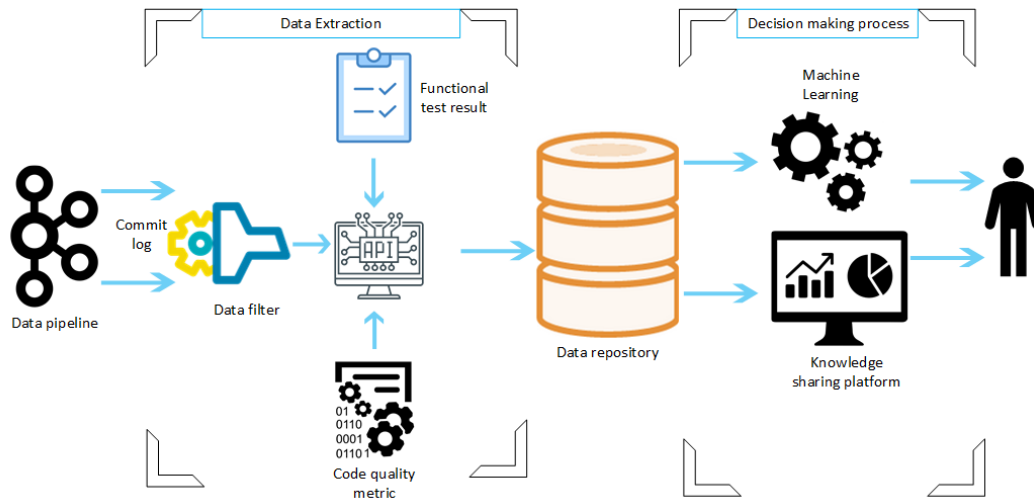 Data Extraction
Decision making process
Functional
test result
Machine
Learning
Commit
log
API
Data pipeline
Data filter
Data repository
Knowledge
sharing platform
01
0110
0001
01101
Code quality
metric